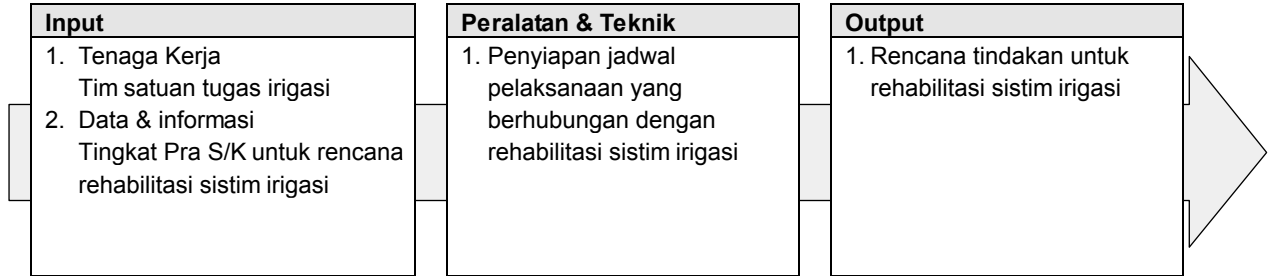 Input
1. Tenaga Kerja
Tim satuan tugas irigasi
2. Data & informasi
Tingkat Pra S/K untuk rencana
rehabilitasi sistim irigasi
Peralatan & Teknik
1. Penyiapan jadwal
pelaksanaan yang
berhubungan dengan
rehabilitasi sistim irigasi
Output
1. Rencana tindakan untuk
rehabilitasi sistim irigasi